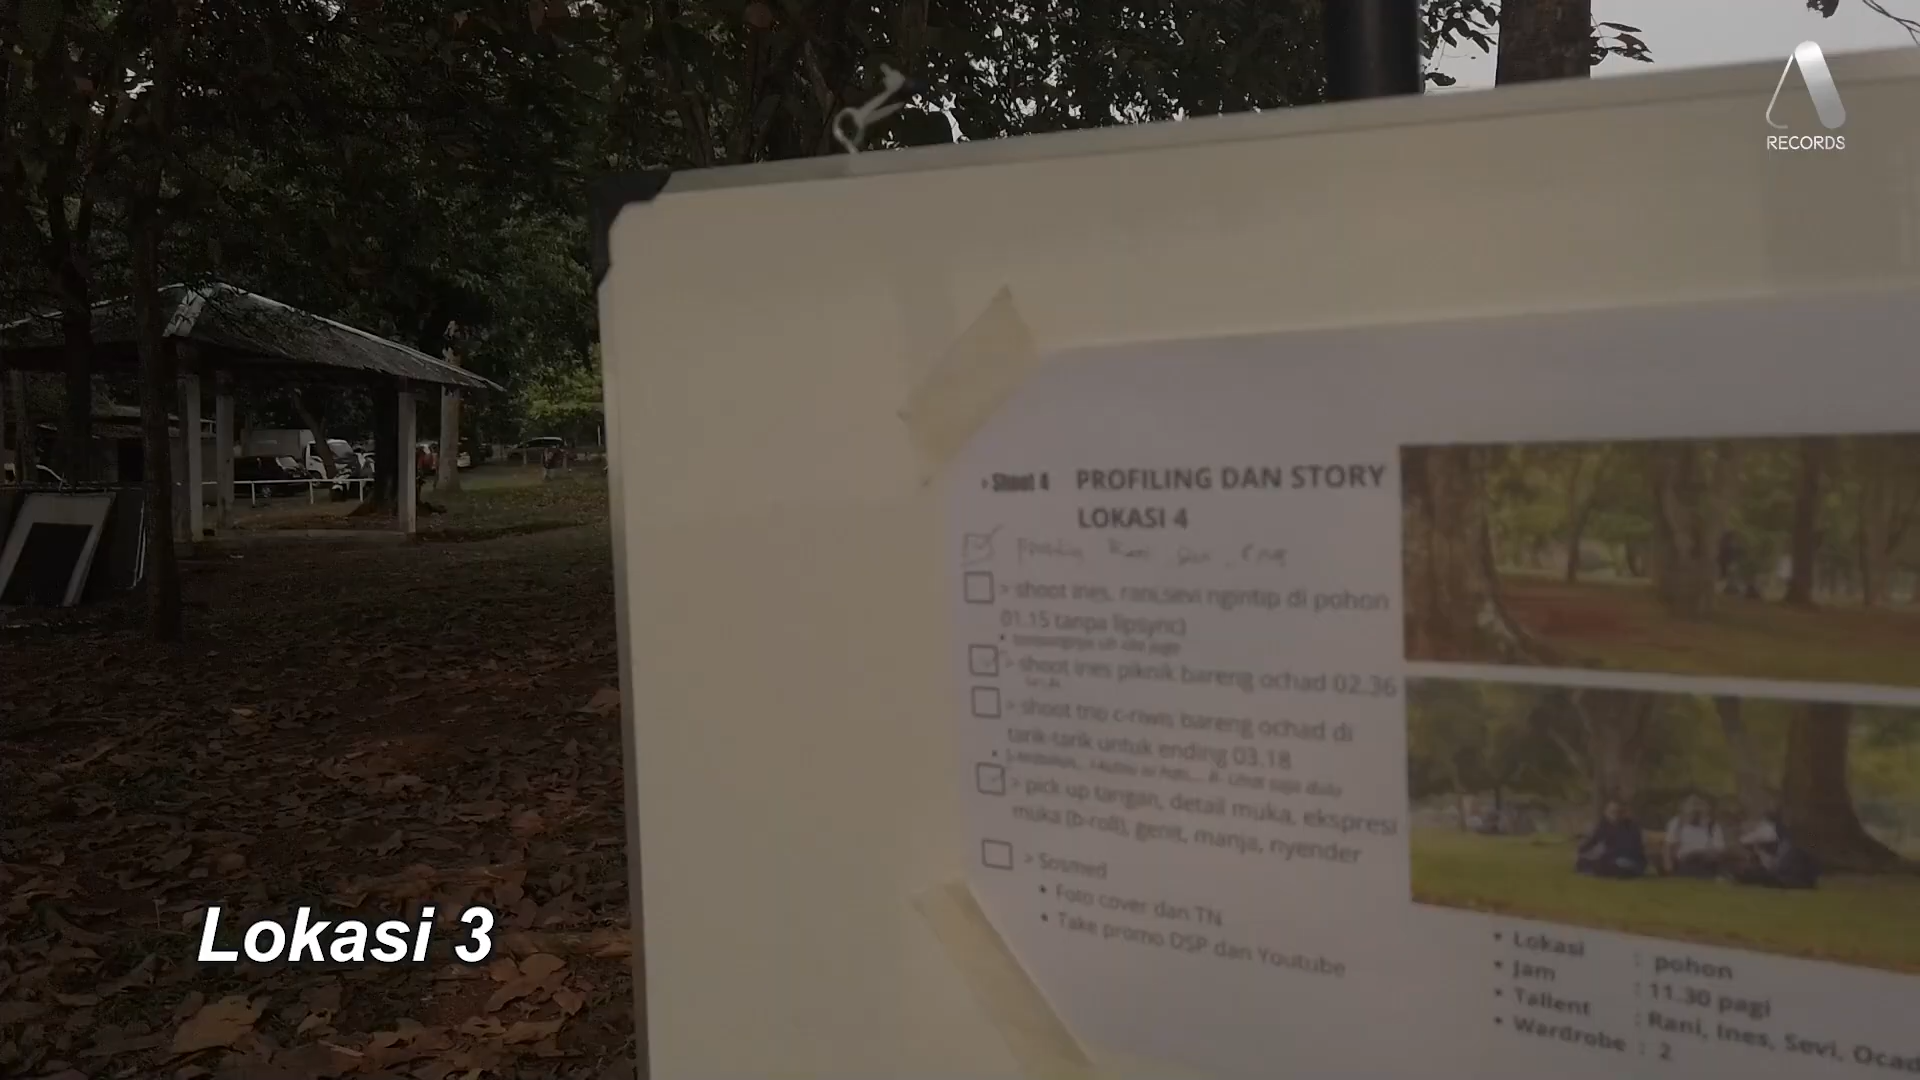 RECORDS
Shoot 4 PROFILING DAN STORY
LOKASI 4
> shoot ines, rani,sevi ngintip di pohon
01.15 tanpa lipsync)
> shoot ines piknik bareng ochad 02.36
> shoot trio c-riwis bareng ochad di
tarik-tarik untuk ending 03.18
> pick up tangan, detail muka, ekspresi
muka (b-roll), genit, manja, nyender
> Sosmed
• Foto cover dan TN
• Take promo DSP dan Youtube
• Lokasi : pohon
• Jam : 11.30 pagi
• Tallent : Rani, Ines, Sevi, Ocad
• Wardrobe : 2
Lokasi 3